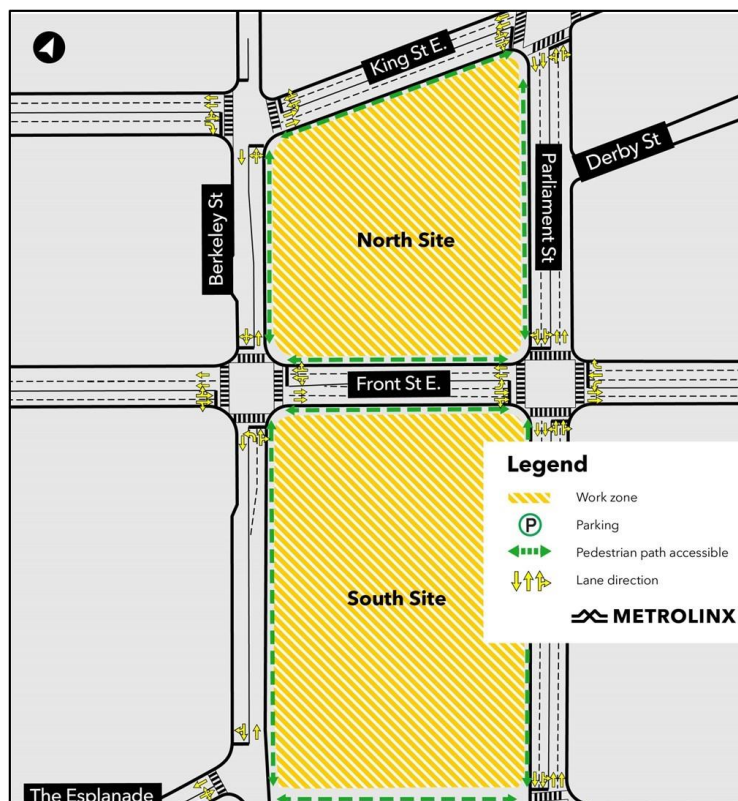 King St E.
Derby St
Parliament St
Berkeley St
North Site
Front St E.
Legend
Work zone
P
Parking
Pedestrian path accessible
Lane direction
METROLINX
South Site
The Esplanade